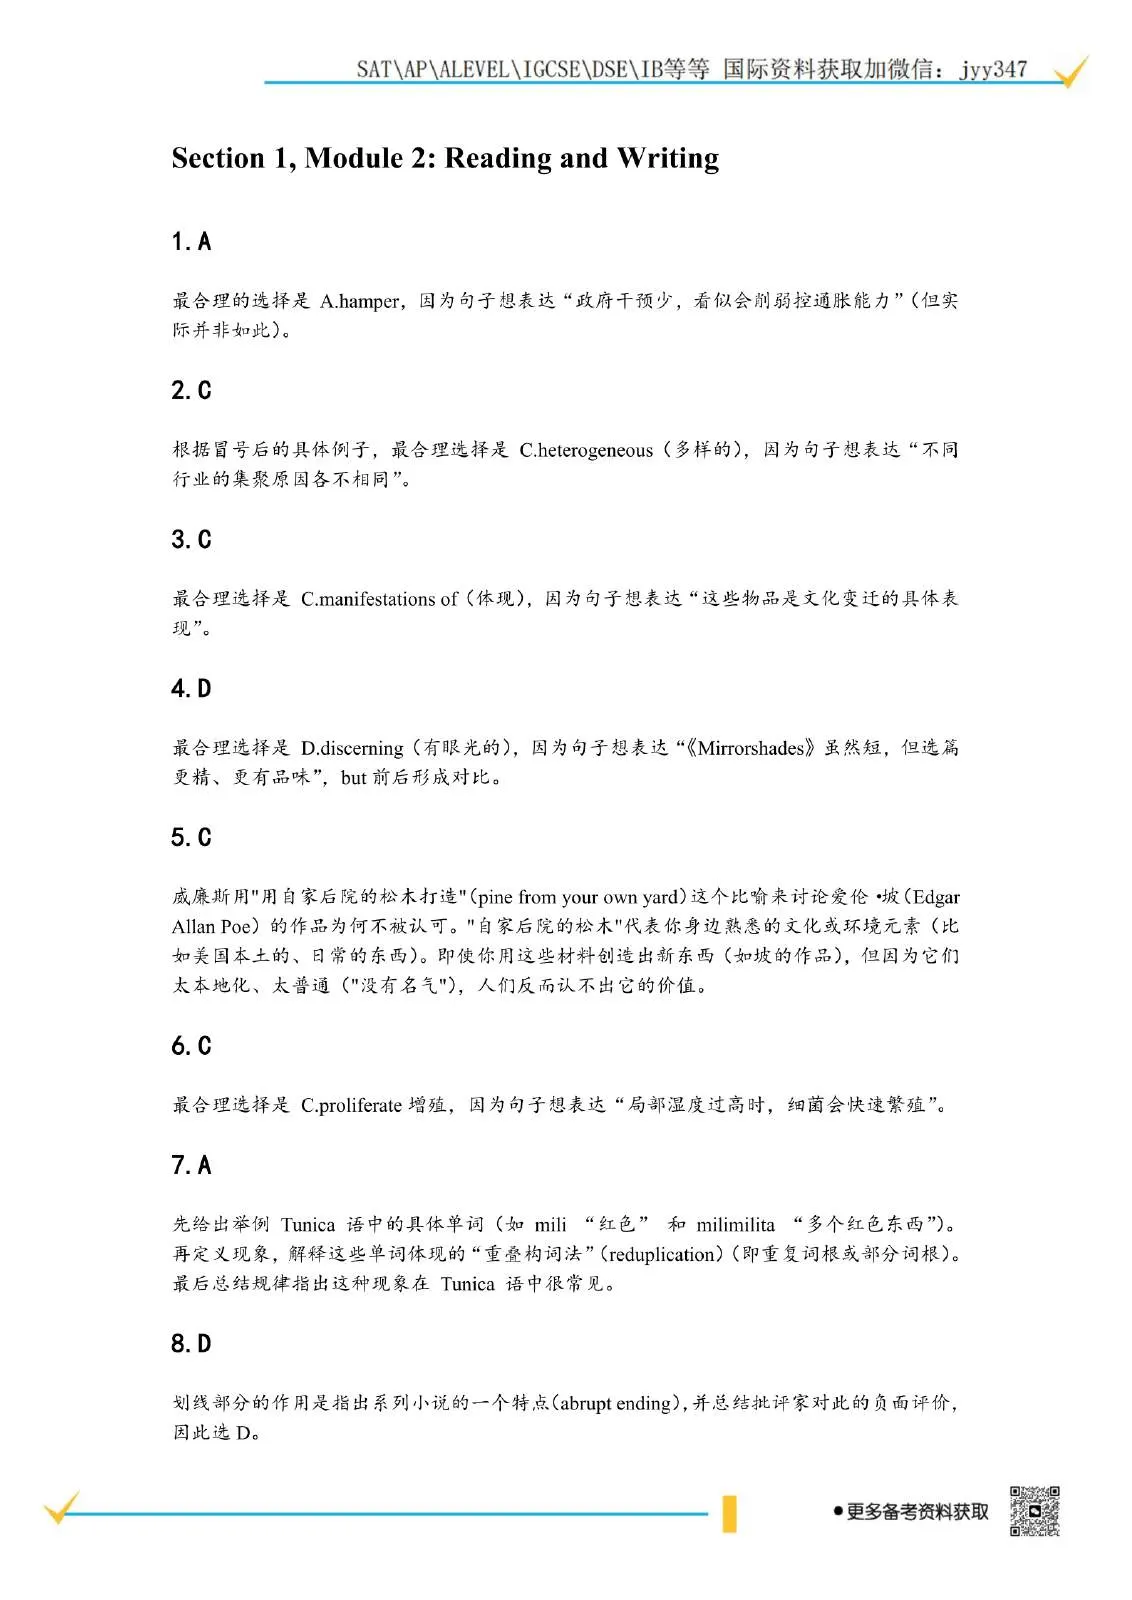 SAT\AP\ALEVEL\IGCSE\DSE\IB等等 国际资料获取加微信：jyy347
Section 1, Module 2: Reading and Writing
1. A
最合理的选择是 A.hamper，因为句子想表达“政府干预少，看似会削弱控通胀能力”（但实
际并非如此）。
2. C
根据冒号后的具体例子，最合理选择是 C.heterogeneous（多样的），因为句子想表达“不同
行业的集聚原因各不相同”。
3. C
最合理选择是 C.manifestations of（体现），因为句子想表达“这些物品是文化变迁的具体表
现”。
4. D
最合理选择是 D.discerning（有眼光的），因为句子想表达“《Mirrorshades》虽然短，但选篇
更精、更有品味”，but 前后形成对比。
5. C
威廉斯用"用自家后院的松木打造"（pine from your own yard）这个比喻来讨论爱伦·坡（Edgar
Allan Poe）的作品为何不被认可。"自家后院的松木"代表你身边熟悉的文化或环境元素（比
如美国本土的、日常的东西）。即使你用这些材料创造出新东西（如坡的作品），但因为它们
太本地化、太普通（"没有名气"），人们反而认不出它的价值。
6. C
最合理选择是 C.proliferate 增殖，因为句子想表达“局部湿度过高时，细菌会快速繁殖”。
7. A
先给出举例 Tunica 语中的具体单词（如 mili “红色” 和 milimilita “多个红色东西”）。
再定义现象，解释这些单词体现的“重叠构词法”（reduplication）（即重复词根或部分词根）。
最后总结规律指出这种现象在 Tunica 语中很常见。
8. D
划线部分的作用是指出系列小说的一个特点（abrupt ending），并总结批评家对此的负面评价，
因此选 D。
●更多备考资料获取